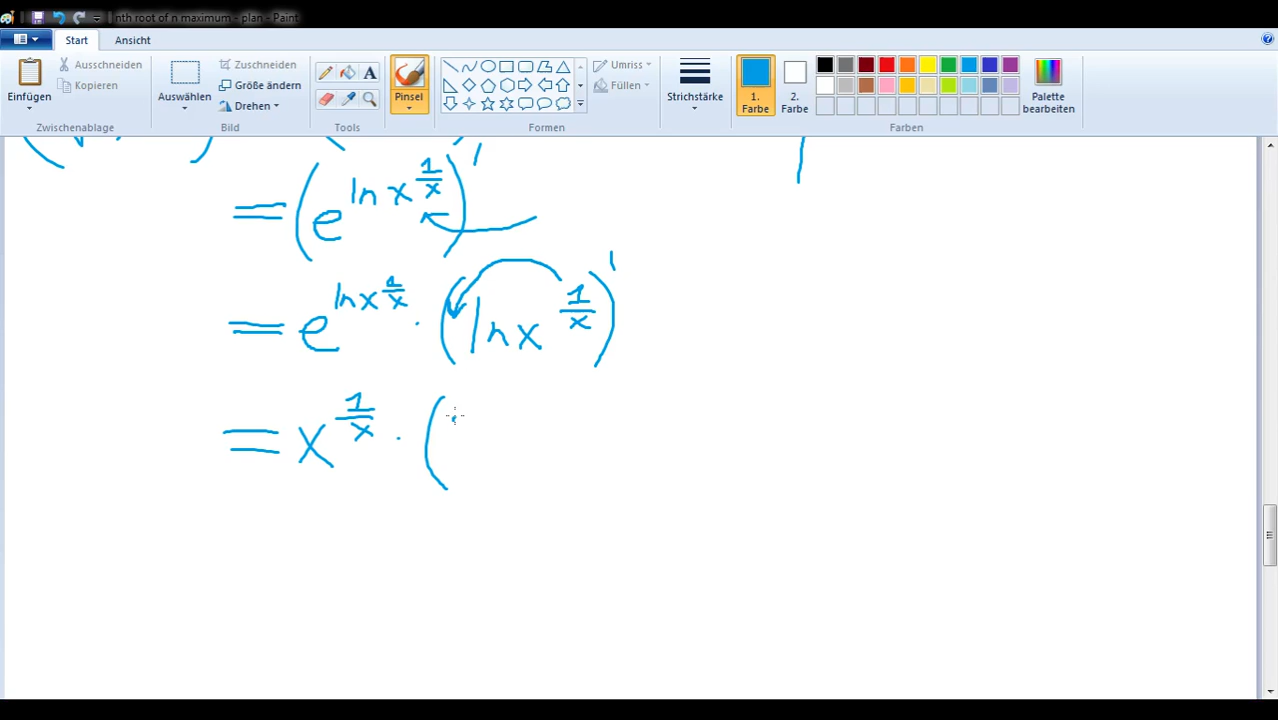 nth root of n maximum - plan - Paint
Start Ansicht
Einfügen Ausschneiden Kopieren Auswählen Zuschneiden Größe ändern Drehen Pinsel Umriss Füllen Strichstärke 1. Farbe 2. Farbe Palette bearbeiten
Zwischenablage Bild Tools Formen Farben
= (e^{ln x^{1/x}})'
= e^{ln x^{1/x}} · (ln x^{1/x})'
= x^{1/x} · (